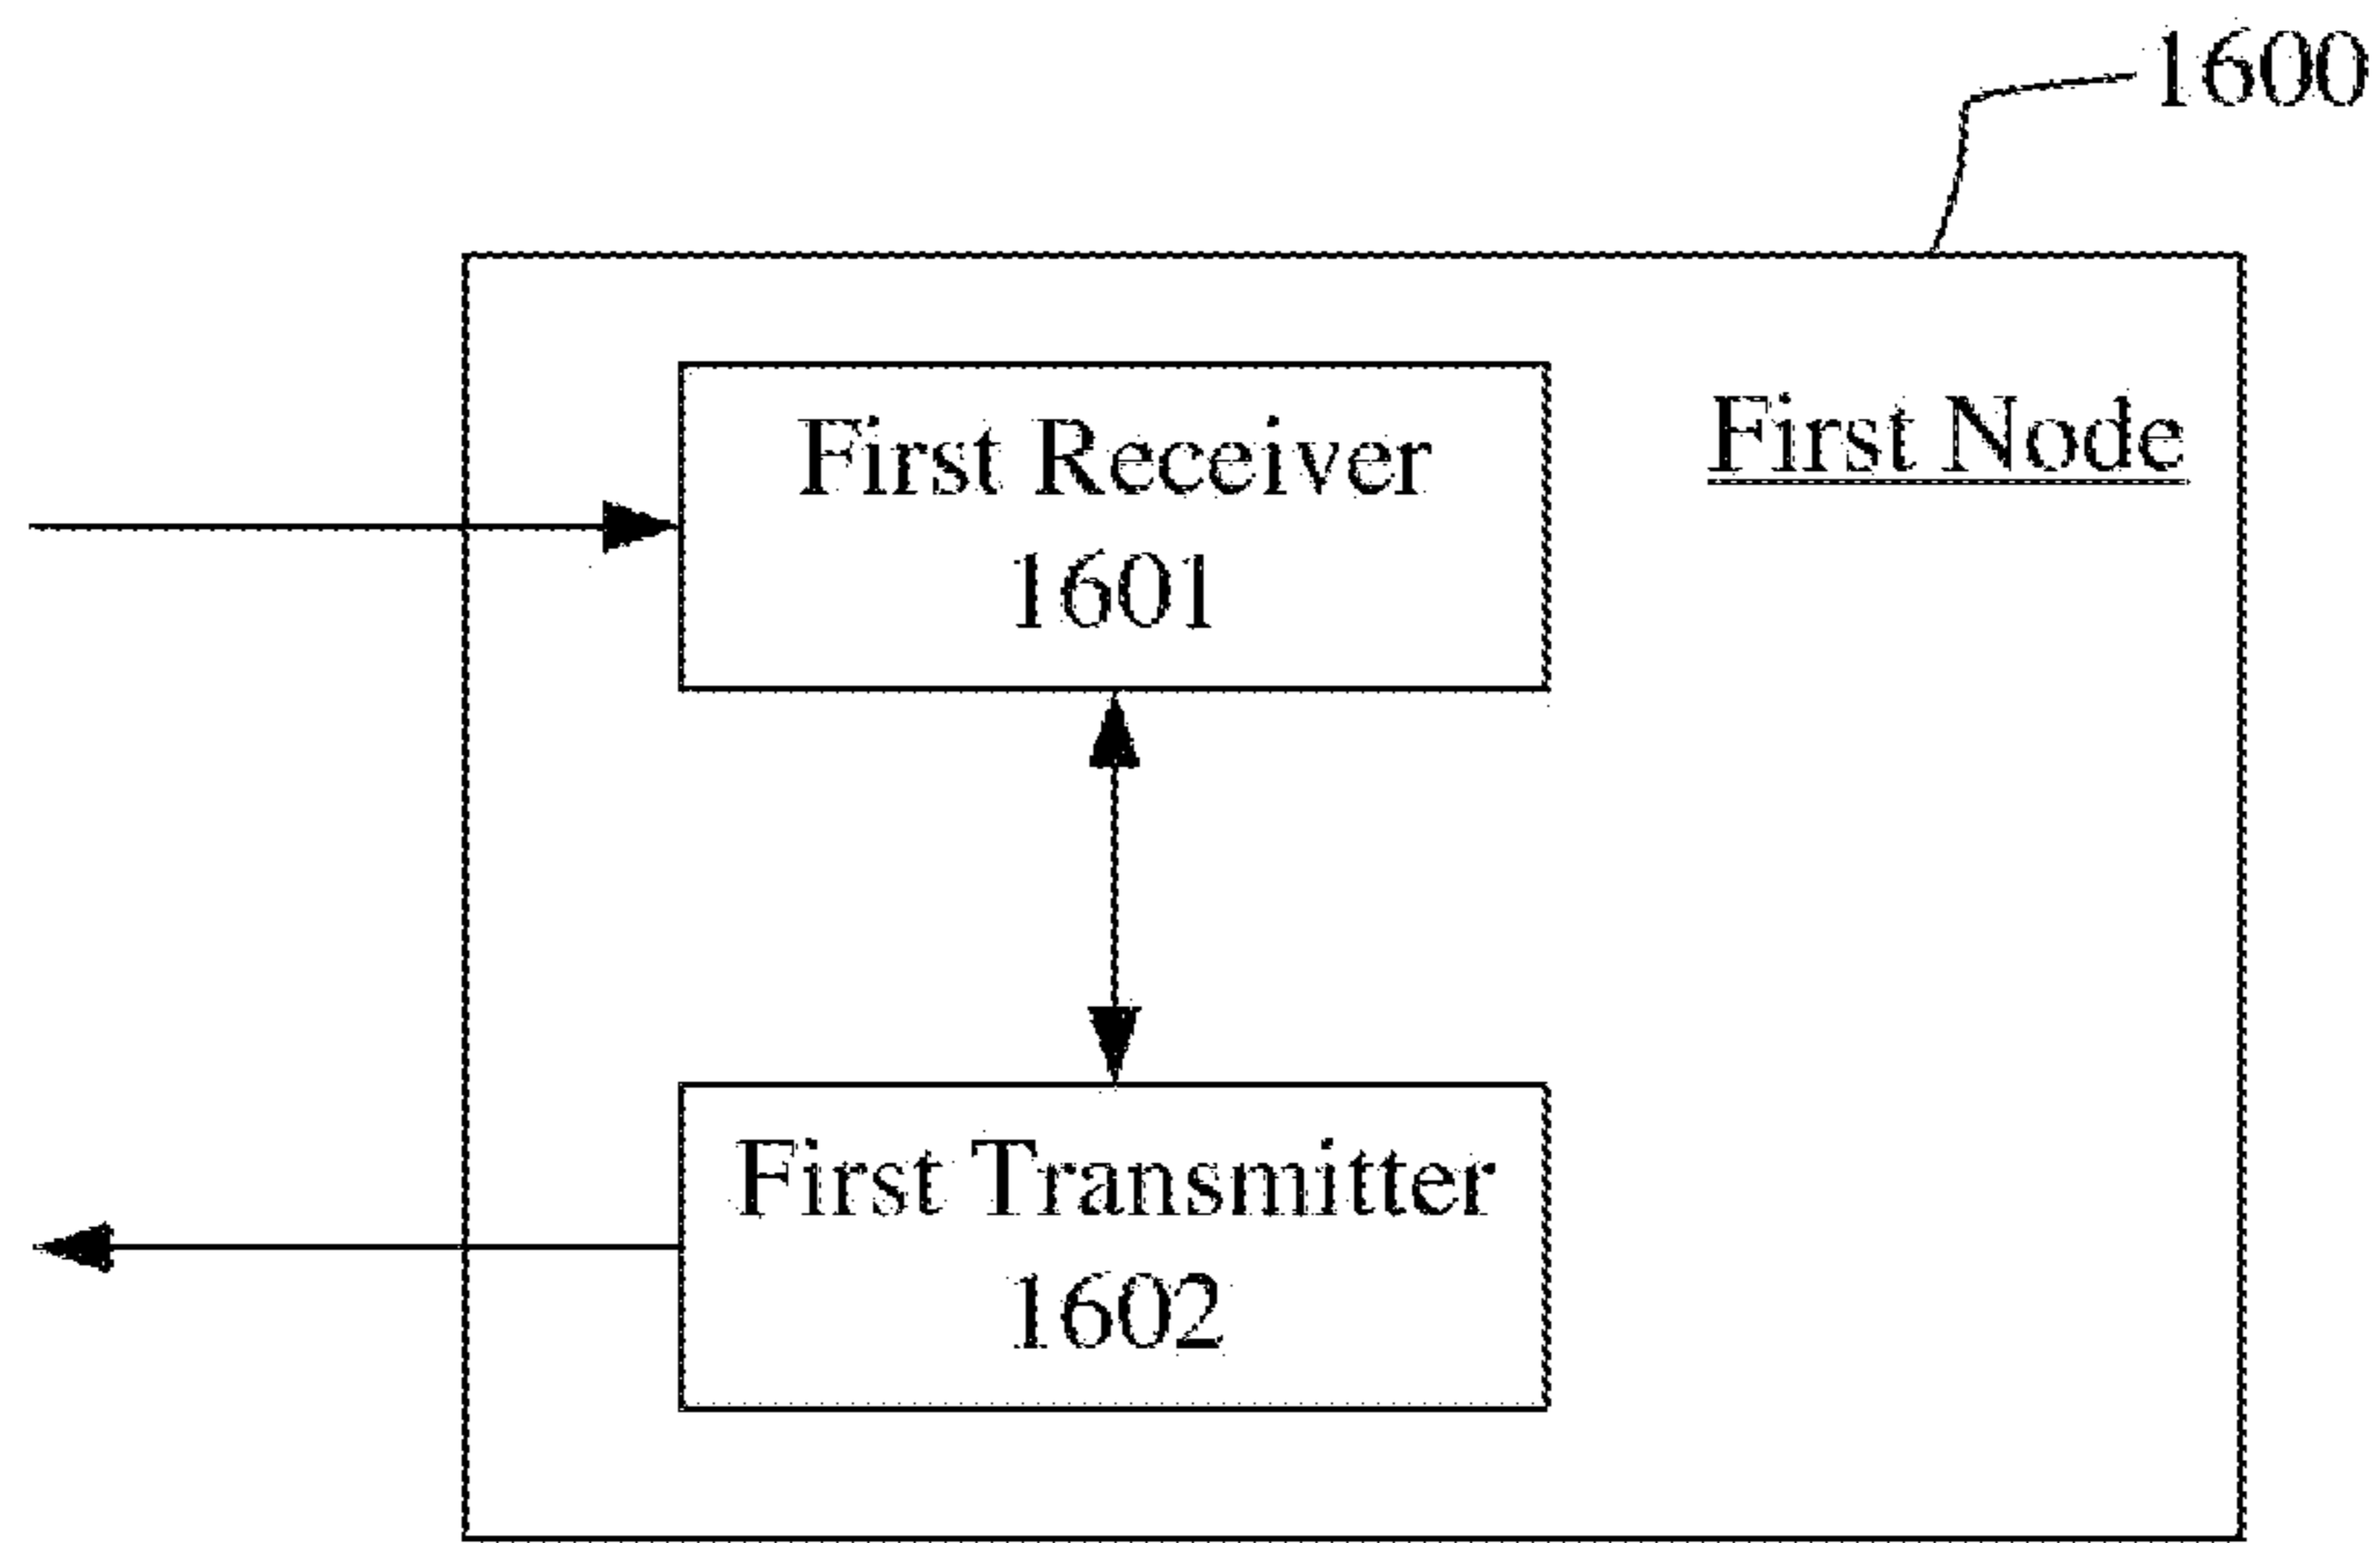 1600
First Node
First Receiver
1601
First Transmitter
1602